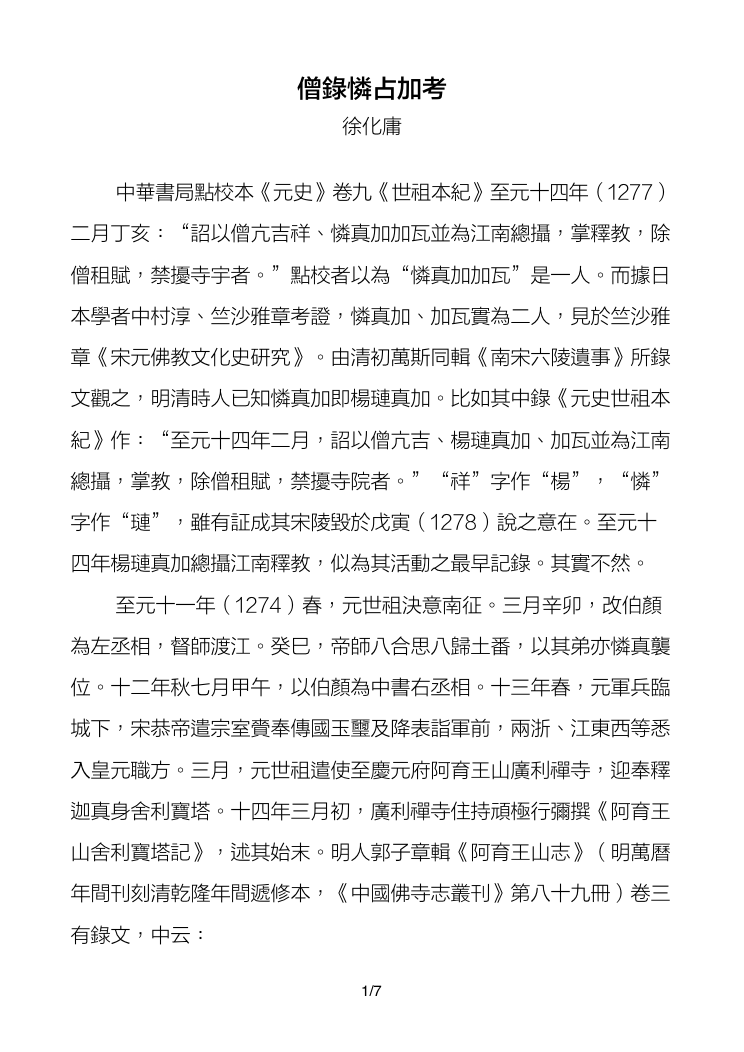 僧錄憐占加考
徐化庸
中華書局點校本《元史》卷九《世祖本紀》至元十四年（1277）
二月丁亥：“詔以僧亢吉祥、憐真加加瓦並為江南總攝，掌釋教，除
僧租賦，禁擾寺宇者。”點校者以為“憐真加加瓦”是一人。而據日
本學者中村淳、竺沙雅章考證，憐真加、加瓦實為二人，見於竺沙雅
章《宋元佛教文化史研究》。由清初萬斯同輯《南宋六陵遺事》所錄
文觀之，明清時人已知憐真加即楊璉真加。比如其中錄《元史世祖本
紀》作：“至元十四年二月，詔以僧亢吉、楊璉真加、加瓦並為江南
總攝，掌教，除僧租賦，禁擾寺院者。”“祥”字作“楊”，“憐”
字作“璉”，雖有証成其宋陵毀於戊寅（1278）說之意在。至元十
四年楊璉真加總攝江南釋教，似為其活動之最早記錄。其實不然。
至元十一年（1274）春，元世祖決意南征。三月辛卯，改伯顏
為左丞相，督師渡江。癸巳，帝師八合思八歸土番，以其弟亦憐真襲
位。十二年秋七月甲午，以伯顏為中書右丞相。十三年春，元軍兵臨
城下，宋恭帝遣宗室賫奉傳國玉璽及降表詣軍前，兩浙、江東西等悉
入皇元職方。三月，元世祖遣使至慶元府阿育王山廣利禪寺，迎奉釋
迦真身舍利寶塔。十四年三月初，廣利禪寺住持頑極行彌撰《阿育王
山舍利寶塔記》，述其始末。明人郭子章輯《阿育王山志》（明萬曆
年間刊刻清乾隆年間遞修本，《中國佛寺志叢刊》第八十九冊）卷三
有錄文，中云：
1/7